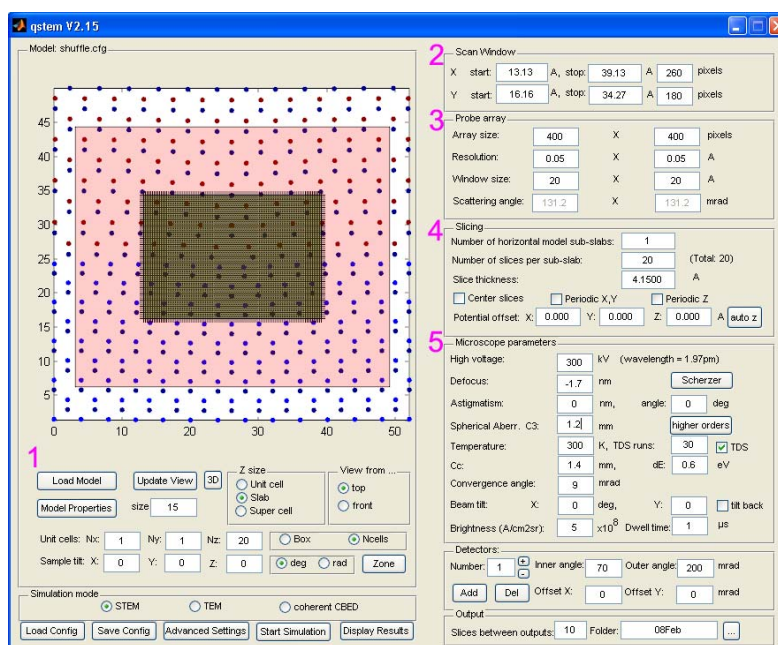 qstem V2.15
Model: shuffle.cfg
45
40
35
30
25
20
15
10
5
0 10 20 30 40 50
1
Load Model Update View 3D
Model Properties size 15
Z size
Unit cell
Slab
Super cell
View from ...
top
front
Unit cells: Nx: 1 Ny: 1 Nz: 20 Box Ncells
Sample tilt: X: 0 Y: 0 Z: 0 deg rad Zone
Simulation mode
STEM TEM coherent CBED
Load Config Save Config Advanced Settings Start Simulation Display Results
2 Scan Window
X start: 13.13 A, stop: 39.13 A 260 pixels
Y start: 16.16 A, stop: 34.27 A 180 pixels
3 Probe array
Array size: 400 X 400 pixels
Resolution: 0.05 X 0.05 A
Window size: 20 X 20 A
Scattering angle: 131.2 X 131.2 mrad
4 Slicing
Number of horizontal model sub-slabs: 1
Number of slices per sub-slab: 20 (Total: 20)
Slice thickness: 4.1500 A
Center slices Periodic X,Y Periodic Z
Potential offset: X: 0.000 Y: 0.000 Z: 0.000 A auto z
5 Microscope parameters
High voltage: 300 kV (wavelength = 1.97pm)
Defocus: -1.7 nm Scherzer
Astigmatism: 0 nm, angle: 0 deg
Spherical Aberr. C3: 1.2 mm higher orders
Temperature: 300 K, TDS runs: 30 TDS
Cc: 1.4 mm, dE: 0.6 eV
Convergence angle: 9 mrad
Beam tilt: X: 0 deg, Y: 0 tilt back
Brightness (A/cm2sr): 5 x10^8 Dwell time: 1 µs
Detectors:
Number: 1 + - Inner angle: 70 Outer angle: 200 mrad
Add Del Offset X: 0 Offset Y: 0 mrad
Output
Slices between outputs: 10 Folder: 08Feb ...